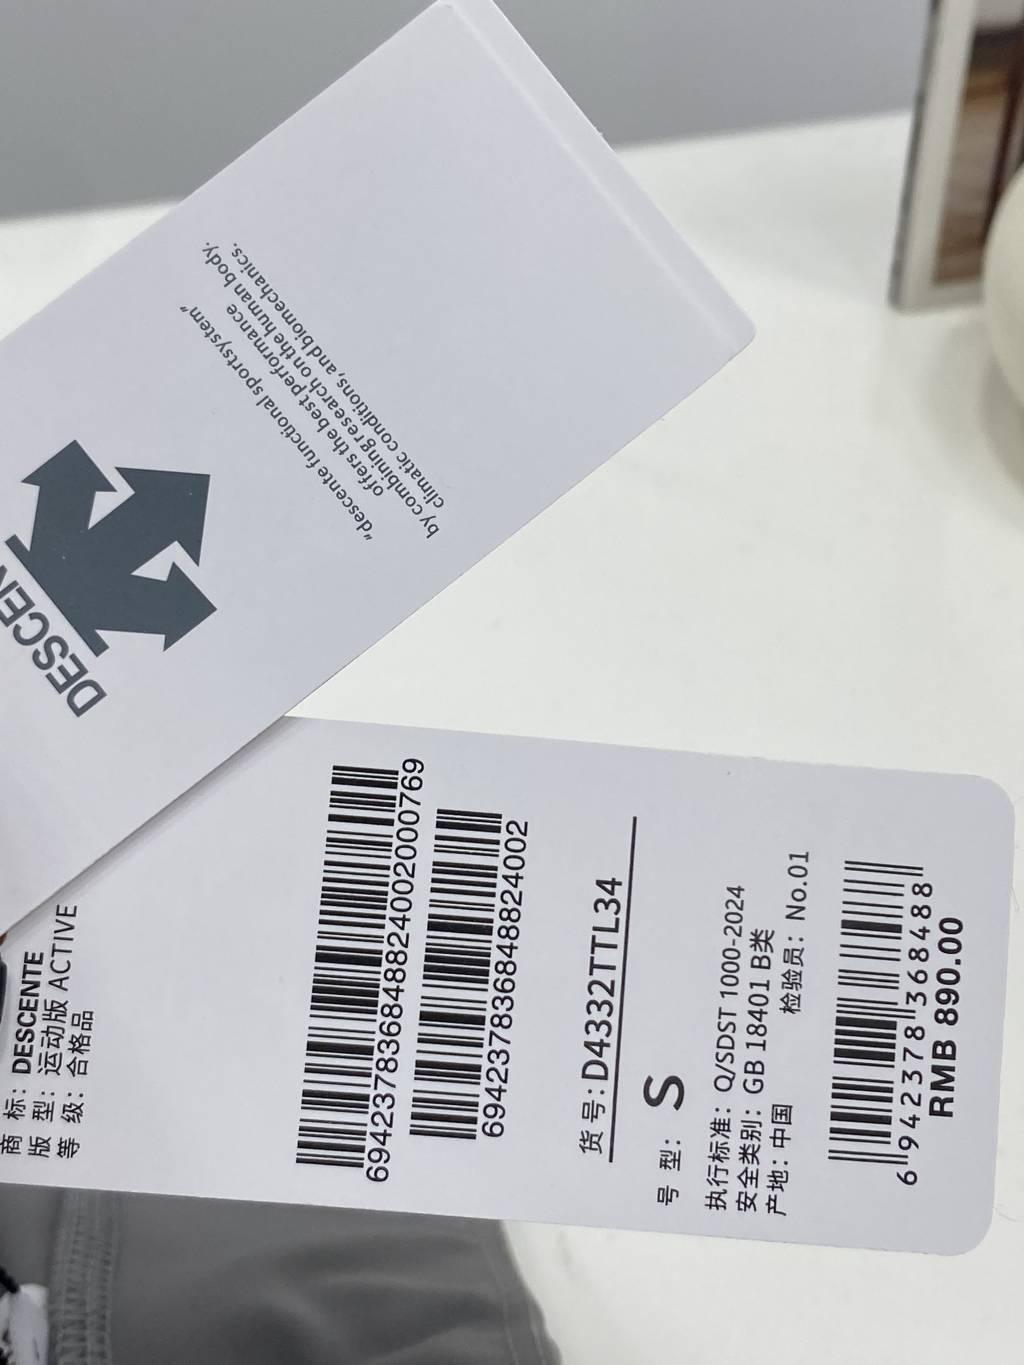 DESCEN
"descente functional sportsystem"
offers the best performance
by combining research on the human body,
climatic conditions, and biomechanics.
商 标：DESCENTE
版 型：运动版 ACTIVE
等 级：合格品
694237836848824002000769
694237836848824002
货号：D4332TTL34
号 型：S
执行标准：Q/SDST 1000-2024
安全类别：GB 18401 B类
产地：中国 检验员：No.01
6942378368488
RMB 890.00